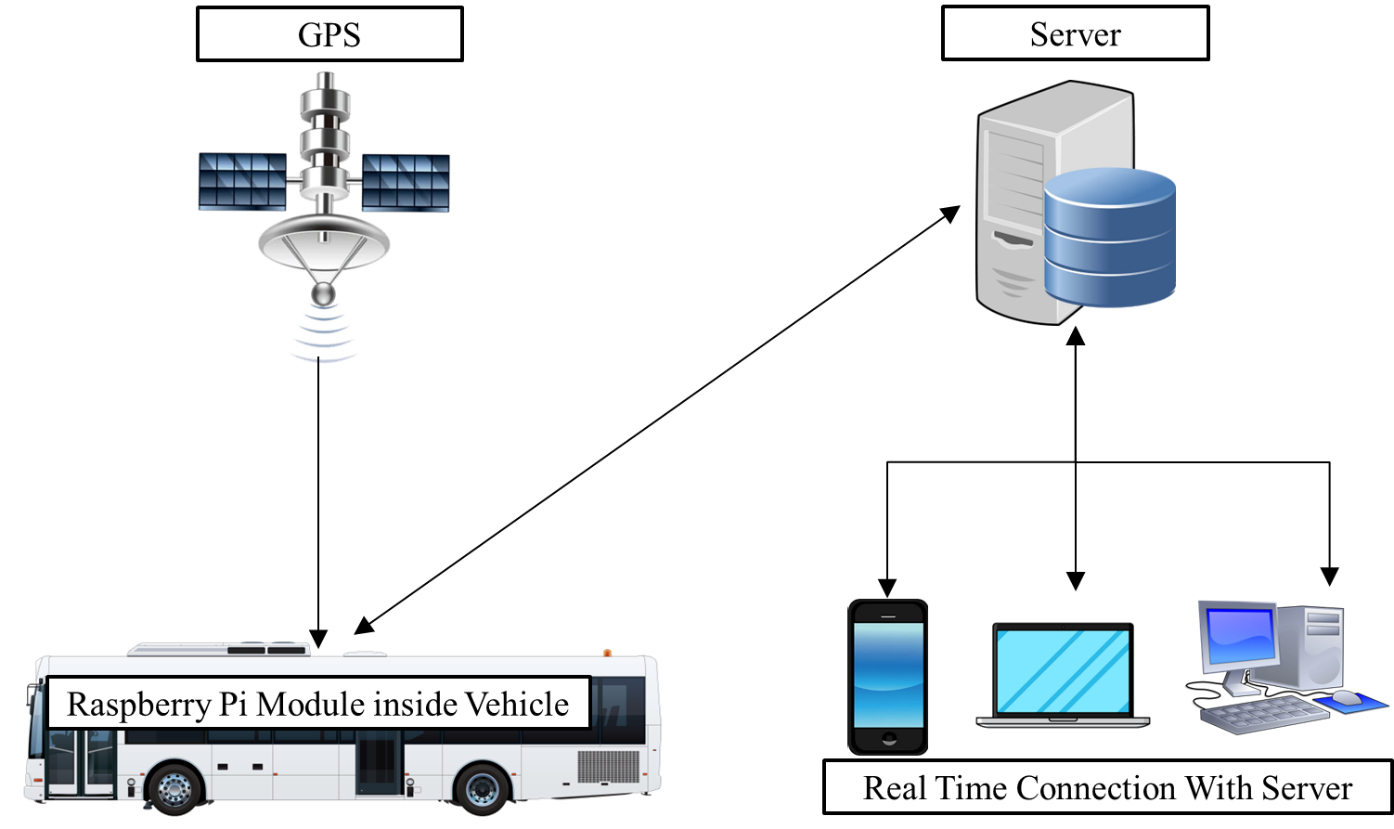 GPS
Server
Raspberry Pi Module inside Vehicle
Real Time Connection With Server